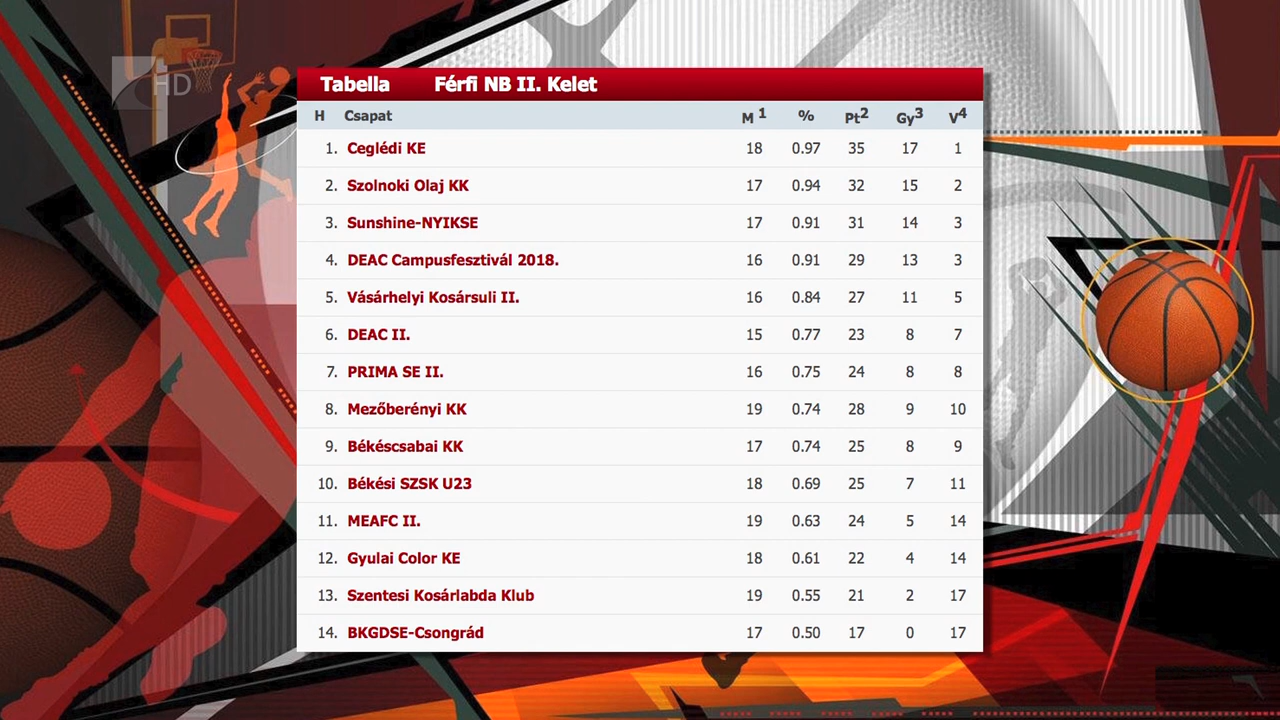 HD
Tabella Férfi NB II. Kelet
H Csapat M 1 % Pt2 Gy3 V4
1. Ceglédi KE 18 0.97 35 17 1
2. Szolnoki Olaj KK 17 0.94 32 15 2
3. Sunshine-NYIKSE 17 0.91 31 14 3
4. DEAC Campusfesztivál 2018. 16 0.91 29 13 3
5. Vásárhelyi Kosársuli II. 16 0.84 27 11 5
6. DEAC II. 15 0.77 23 8 7
7. PRIMA SE II. 16 0.75 24 8 8
8. Mezőberényi KK 19 0.74 28 9 10
9. Békéscsabai KK 17 0.74 25 8 9
10. Békési SZSK U23 18 0.69 25 7 11
11. MEAFC II. 19 0.63 24 5 14
12. Gyulai Color KE 18 0.61 22 4 14
13. Szentesi Kosárlabda Klub 19 0.55 21 2 17
14. BKGDSE-Csongrád 17 0.50 17 0 17